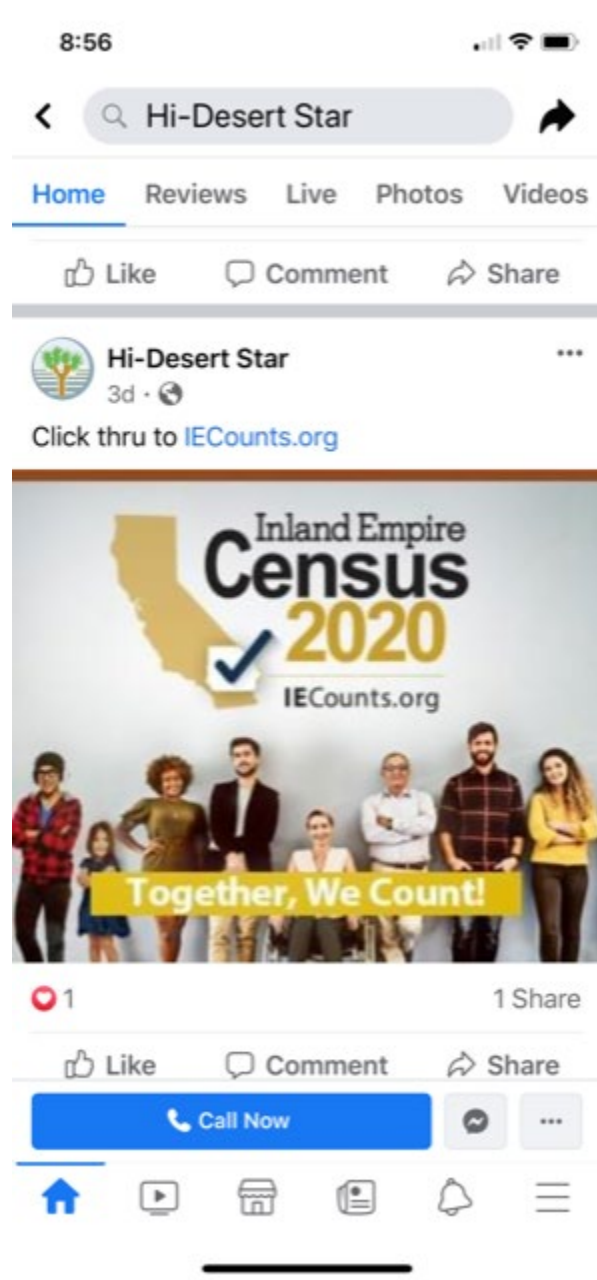 8:56
Hi-Desert Star
Home Reviews Live Photos Videos
Like Comment Share
Hi-Desert Star
3d ·
Click thru to IECounts.org
Inland Empire
Census
2020
IECounts.org
Together, We Count!
1 1 Share
Like Comment Share
Call Now